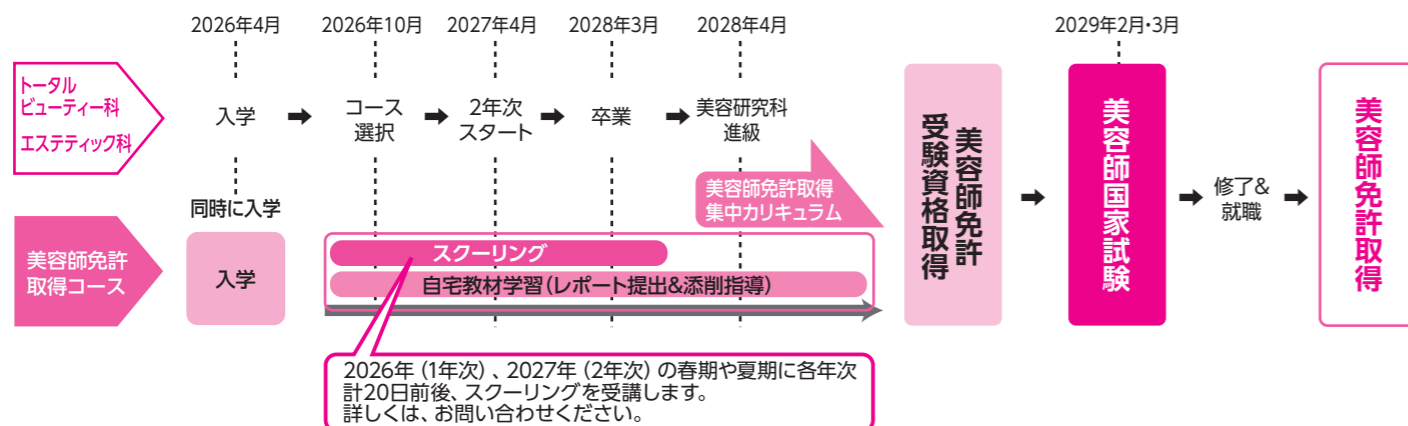 2026年4月
2026年10月
2027年4月
2028年3月
2028年4月
2029年2月・3月
トータル
ビューティー科
エステティック科
入学
コース
選択
2年次
スタート
卒業
美容研究科
進級
美容師免許取得
集中カリキュラム
美容師免許
受験資格取得
美容師国家試験
修了&
就職
美容師免許取得
同時に入学
美容師免許
取得コース
入学
スクーリング
自宅教材学習(レポート提出&添削指導)
2026年(1年次)、2027年(2年次)の春期や夏期に各年次
計20日前後、スクーリングを受講します。
詳しくは、お問い合わせください。